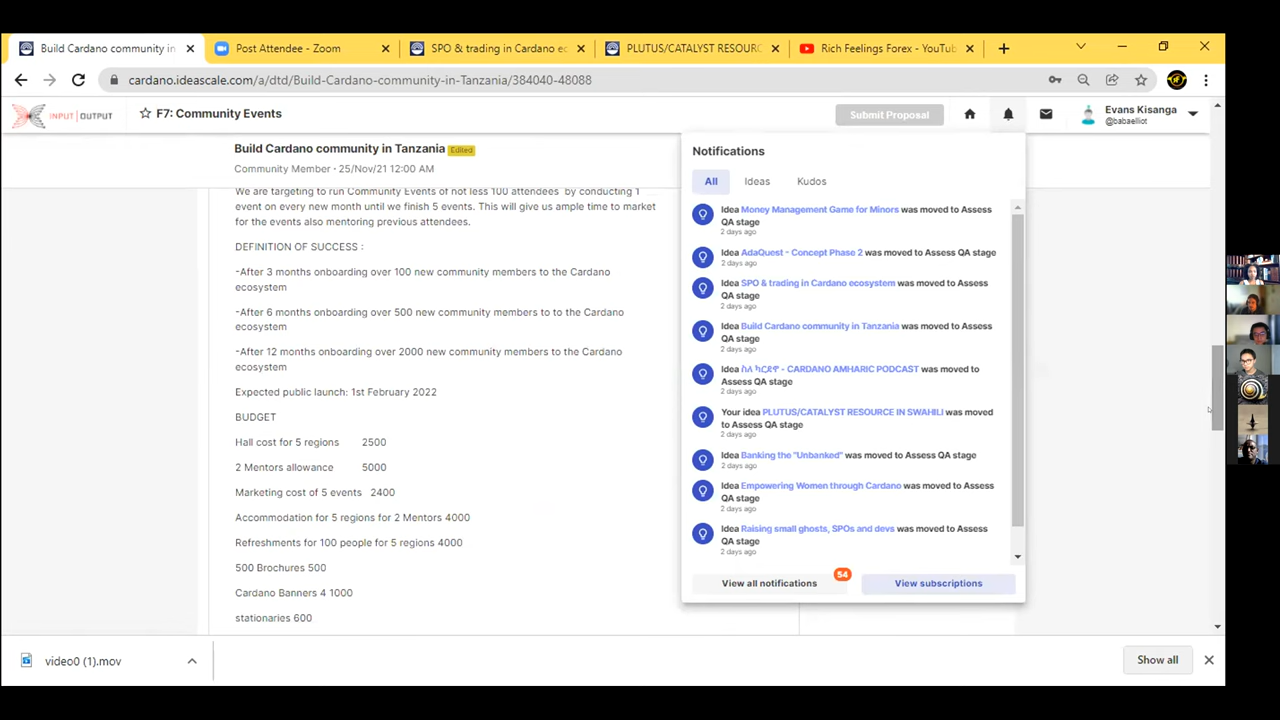 Build Cardano community in
Post Attendee - Zoom
SPO & trading in Cardano ec
PLUTUS/CATALYST RESOURC
Rich Feelings Forex - YouTub
cardano.ideascale.com/a/dtd/Build-Cardano-community-in-Tanzania/384040-48088
INPUT | OUTPUT
F7: Community Events
Submit Proposal
Evans Kisanga
@babaelliot
Build Cardano community in Tanzania Edited
Community Member - 25/Nov/21 12:00 AM
We are targeting to run Community Events of not less 100 attendees by conducting 1
event on every new month until we finish 5 events. This will give us ample time to market
for the events also mentoring previous attendees.
DEFINITION OF SUCCESS :
-After 3 months onboarding over 100 new community members to the Cardano
ecosystem
-After 6 months onboarding over 500 new community members to to the Cardano
ecosystem
-After 12 months onboarding over 2000 new community members to the Cardano
ecosystem
Expected public launch: 1st February 2022
BUDGET
Hall cost for 5 regions 2500
2 Mentors allowance 5000
Marketing cost of 5 events 2400
Accommodation for 5 regions for 2 Mentors 4000
Refreshments for 100 people for 5 regions 4000
500 Brochures 500
Cardano Banners 4 1000
stationaries 600
Notifications
All Ideas Kudos
Idea Money Management Game for Minors was moved to Assess
QA stage
2 days ago
Idea AdaQuest - Concept Phase 2 was moved to Assess QA stage
2 days ago
Idea SPO & trading in Cardano ecosystem was moved to Assess
QA stage
2 days ago
Idea Build Cardano community in Tanzania was moved to Assess
QA stage
2 days ago
Idea ስለ ካርዳኖ - CARDANO AMHARIC PODCAST was moved to
Assess QA stage
2 days ago
Your idea PLUTUS/CATALYST RESOURCE IN SWAHILI was moved
to Assess QA stage
2 days ago
Idea Banking the "Unbanked" was moved to Assess QA stage
2 days ago
Idea Empowering Women through Cardano was moved to Assess
QA stage
2 days ago
Idea Raising small ghosts, SPOs and devs was moved to Assess
QA stage
2 days ago
View all notifications 54
View subscriptions
video0 (1).mov
Show all